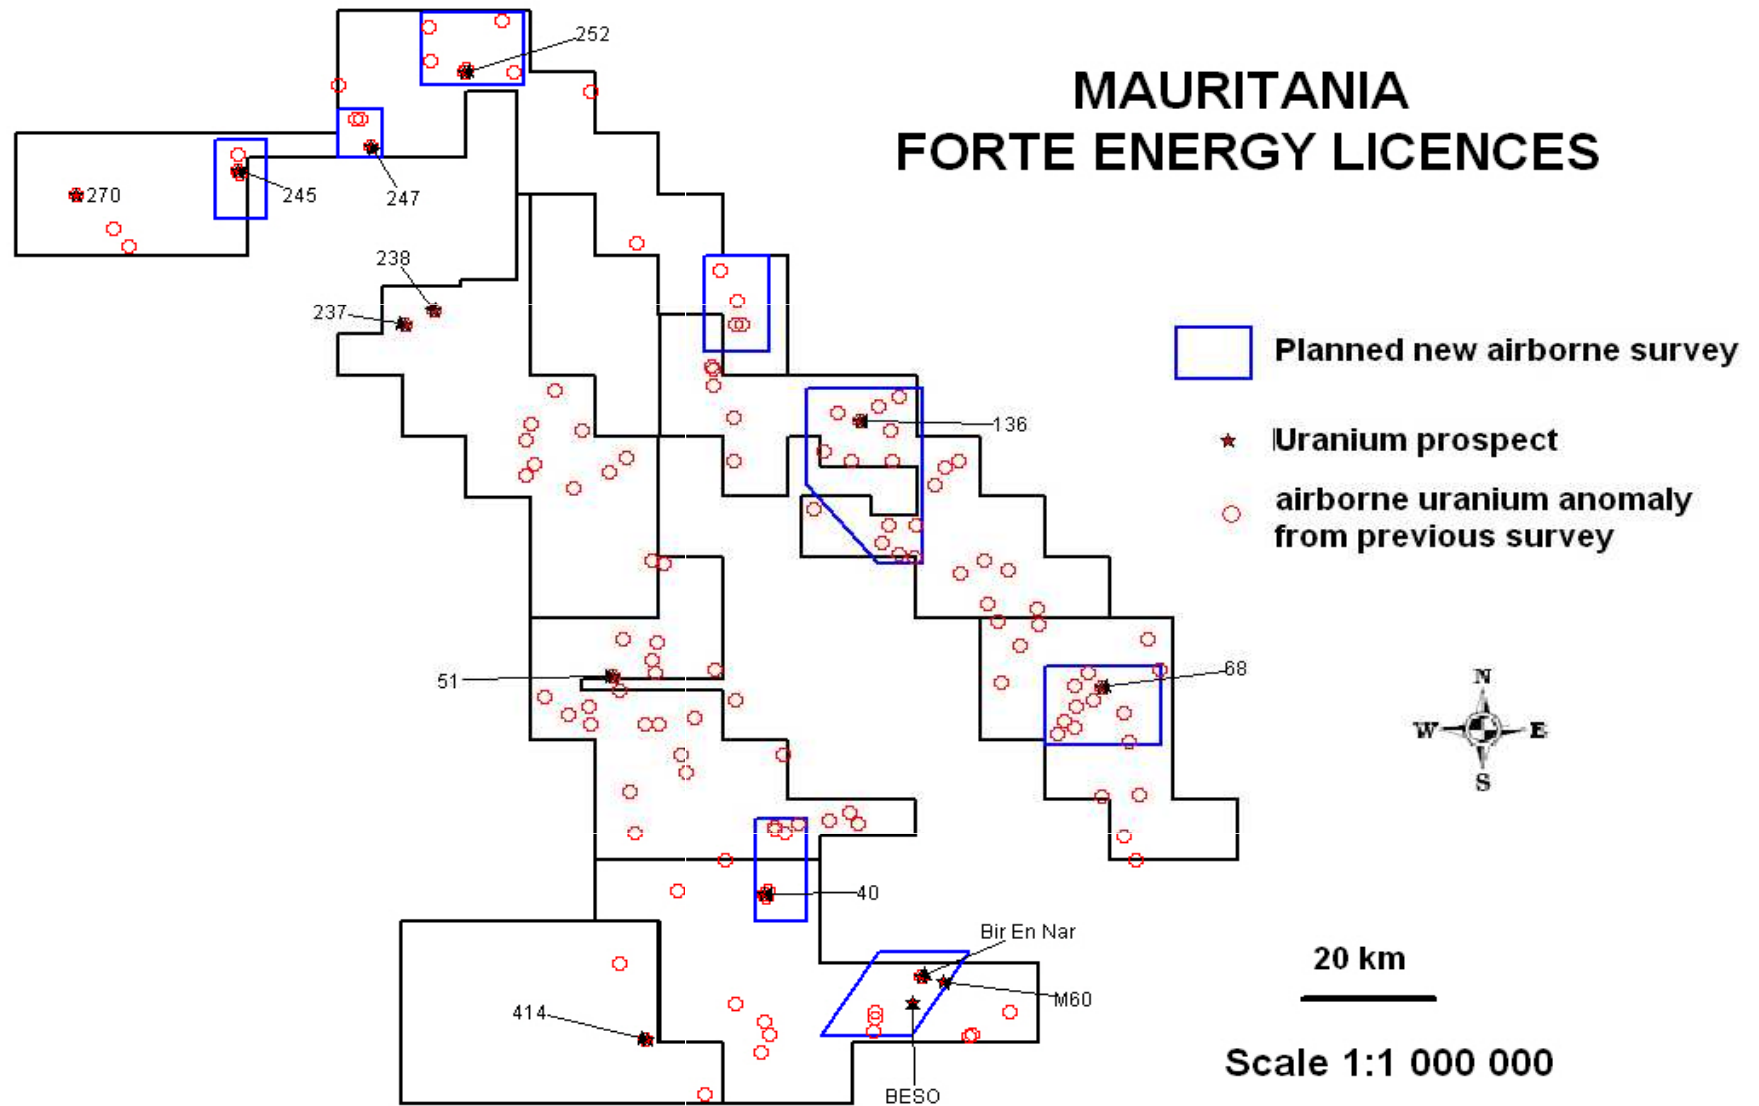 MAURITANIA
FORTE ENERGY LICENCES
252
247
245
270
238
237
136
51
68
40
Bir En Nar
M60
414
BESO
Planned new airborne survey
Uranium prospect
airborne uranium anomaly
from previous survey
N
W E
S
20 km
Scale 1:1 000 000